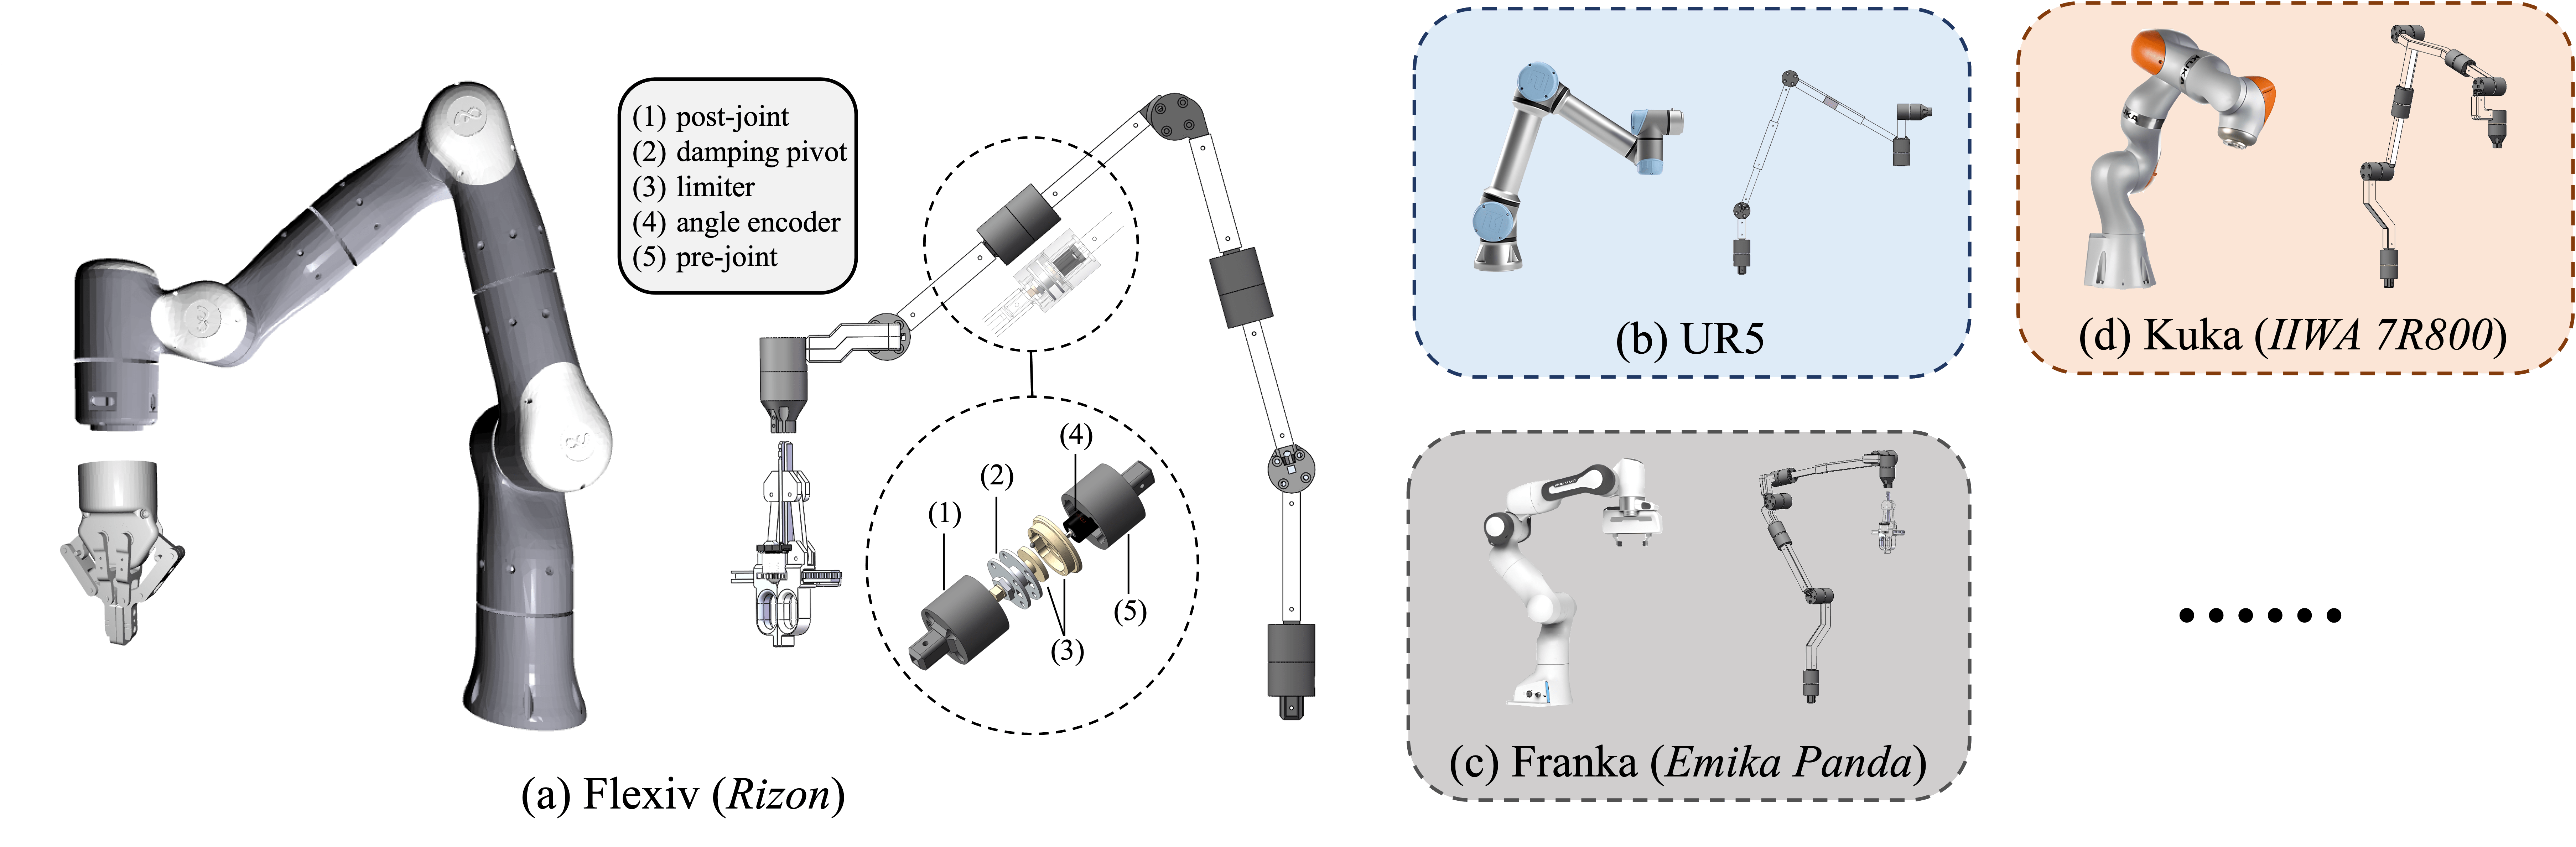 (1) post-joint
(2) damping pivot
(3) limiter
(4) angle encoder
(5) pre-joint
(1)
(2)
(4)
(3)
(5)
(a) Flexiv (Rizon)
(b) UR5
(c) Franka (Emika Panda)
KUKA
(d) Kuka (IIWA 7R800)